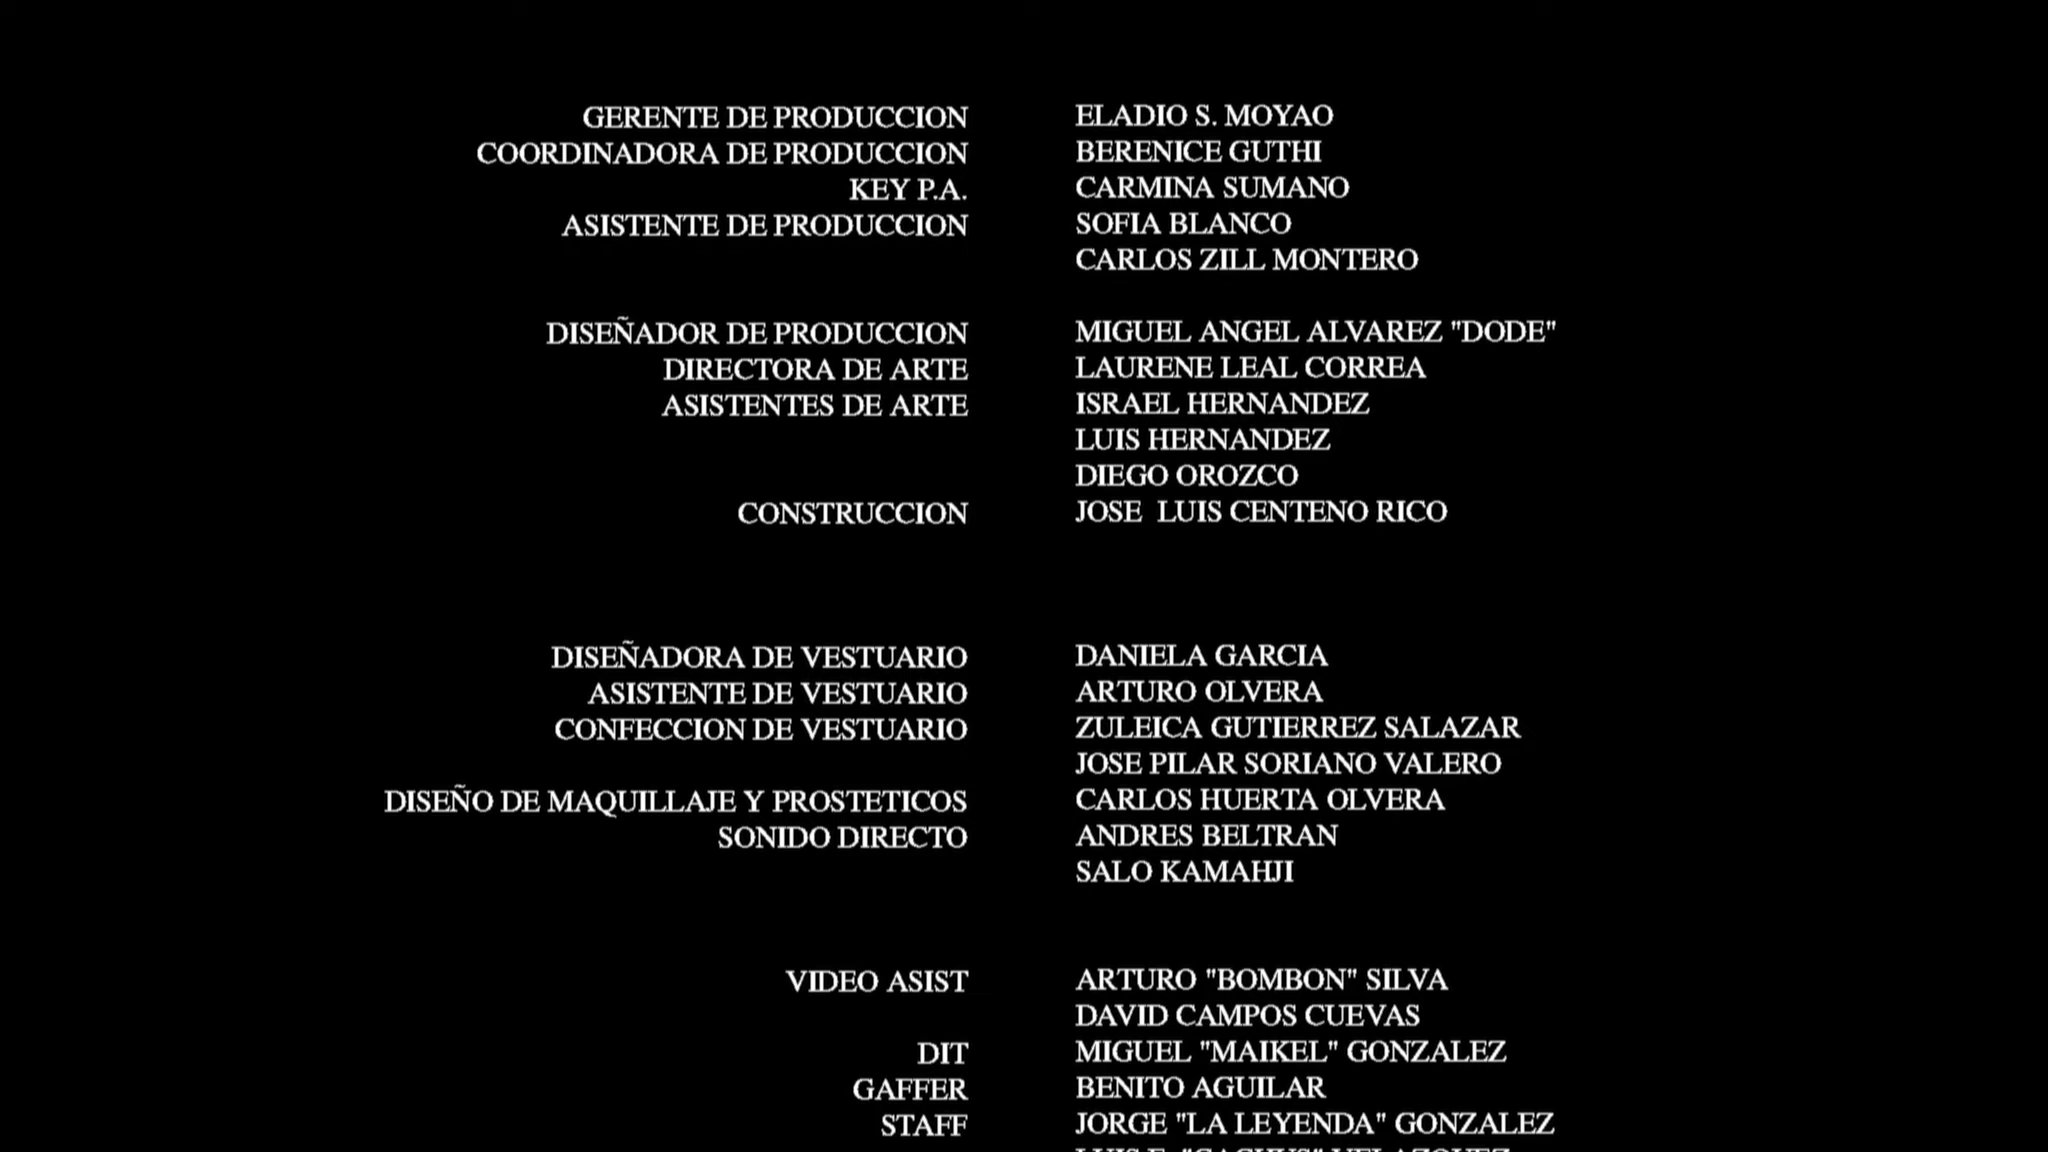 GERENTE DE PRODUCCION ELADIO S. MOYAO
COORDINADORA DE PRODUCCION BERENICE GUTHI
KEY P.A. CARMINA SUMANO
ASISTENTE DE PRODUCCION SOFIA BLANCO
CARLOS ZILL MONTERO
DISEÑADOR DE PRODUCCION MIGUEL ANGEL ALVAREZ "DODE"
DIRECTORA DE ARTE LAURENE LEAL CORREA
ASISTENTES DE ARTE ISRAEL HERNANDEZ
LUIS HERNANDEZ
DIEGO OROZCO
CONSTRUCCION JOSE LUIS CENTENO RICO
DISEÑADORA DE VESTUARIO DANIELA GARCIA
ASISTENTE DE VESTUARIO ARTURO OLVERA
CONFECCION DE VESTUARIO ZULEICA GUTIERREZ SALAZAR
JOSE PILAR SORIANO VALERO
DISEÑO DE MAQUILLAJE Y PROSTETICOS CARLOS HUERTA OLVERA
SONIDO DIRECTO ANDRES BELTRAN
SALO KAMAHJI
VIDEO ASIST ARTURO "BOMBON" SILVA
DAVID CAMPOS CUEVAS
DIT MIGUEL "MAIKEL" GONZALEZ
GAFFER BENITO AGUILAR
STAFF JORGE "LA LEYENDA" GONZALEZ